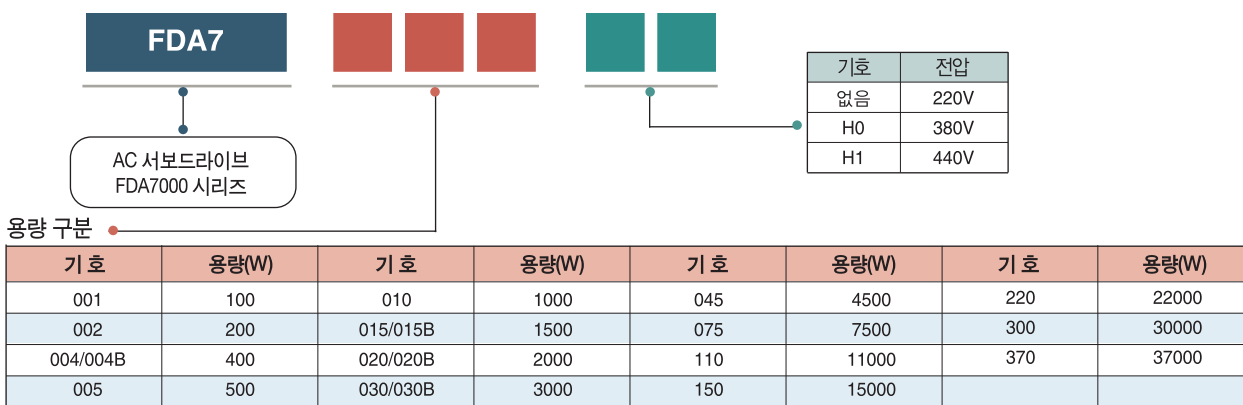 FDA7
기호 전압
없음 220V
H0 380V
H1 440V
AC 서보드라이브
FDA7000 시리즈
용량 구분
기 호 용량(W) 기 호 용량(W) 기 호 용량(W) 기 호 용량(W)
001 100 010 1000 045 4500 220 22000
002 200 015/015B 1500 075 7500 300 30000
004/004B 400 020/020B 2000 110 11000 370 37000
005 500 030/030B 3000 150 15000